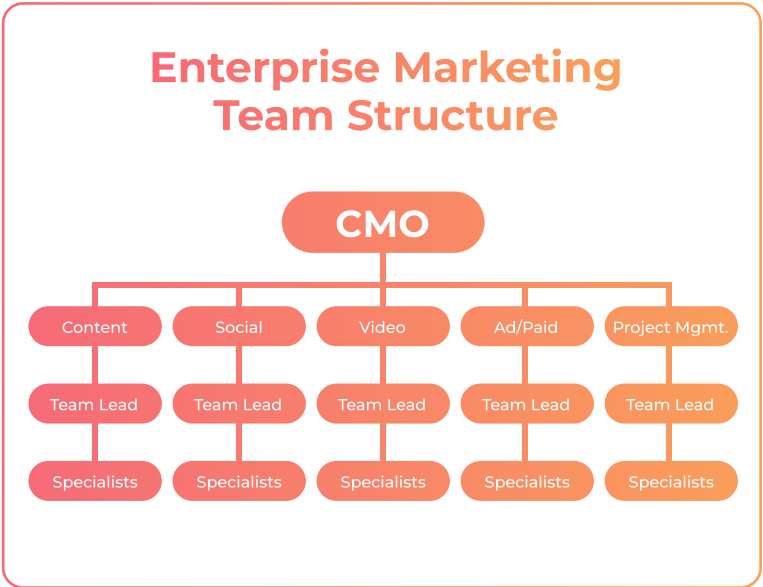 Enterprise Marketing
Team Structure
CMO
Content Social Video Ad/Paid Project Mgmt.
Team Lead Team Lead Team Lead Team Lead Team Lead
Specialists Specialists Specialists Specialists Specialists